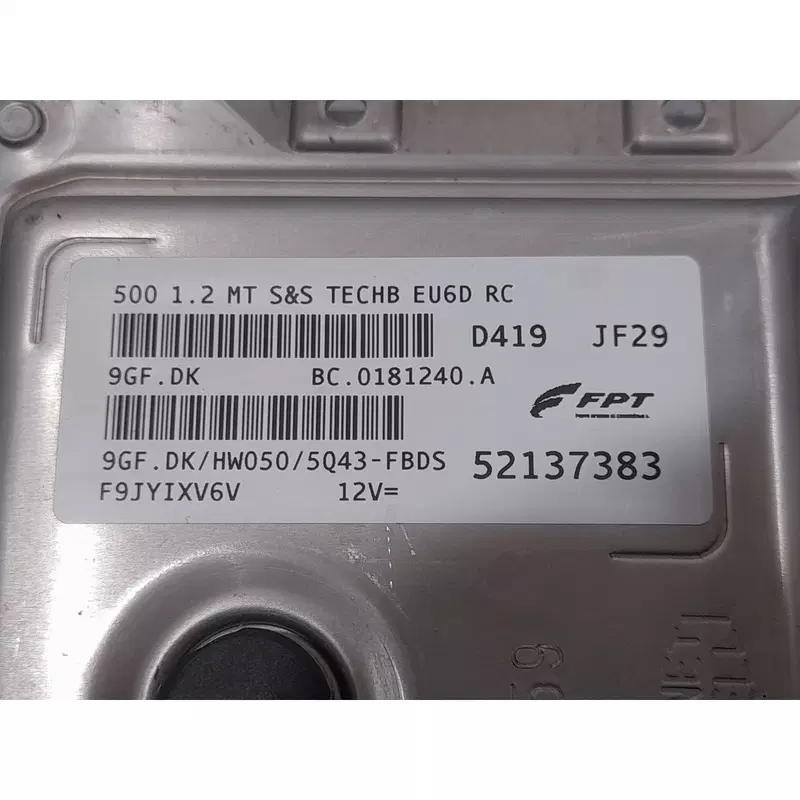 500 1.2 MT S&S TECHB EU6D RC
D419 JF29
9GF.DK BC.0181240.A
FPT
9GF.DK/HW050/5Q43-FBDS 52137383
F9JYIXV6V 12V=